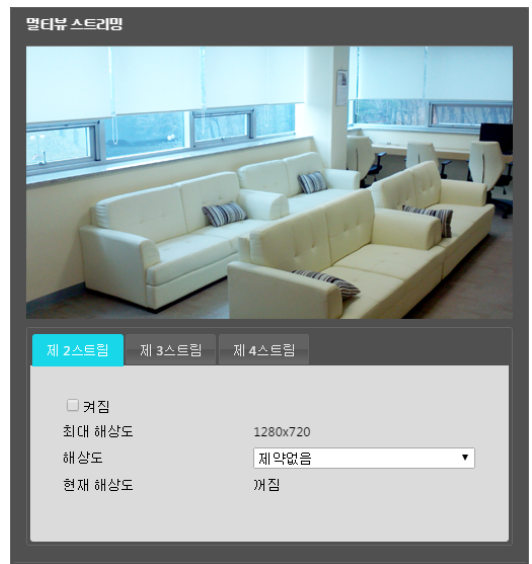 멀티뷰 스트리밍
제 2스트림 제 3스트림 제 4스트림
켜짐
최대 해상도 1280x720
해상도 제약없음
현재 해상도 꺼짐